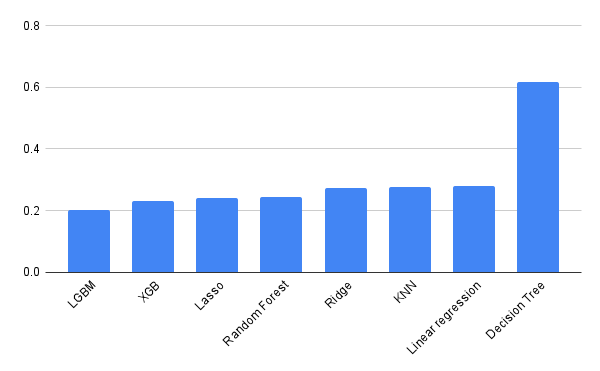 0.8
0.6
0.4
0.2
0.0
LGBM
XGB
Lasso
Random Forest
Ridge
KNN
Linear regression
Decision Tree